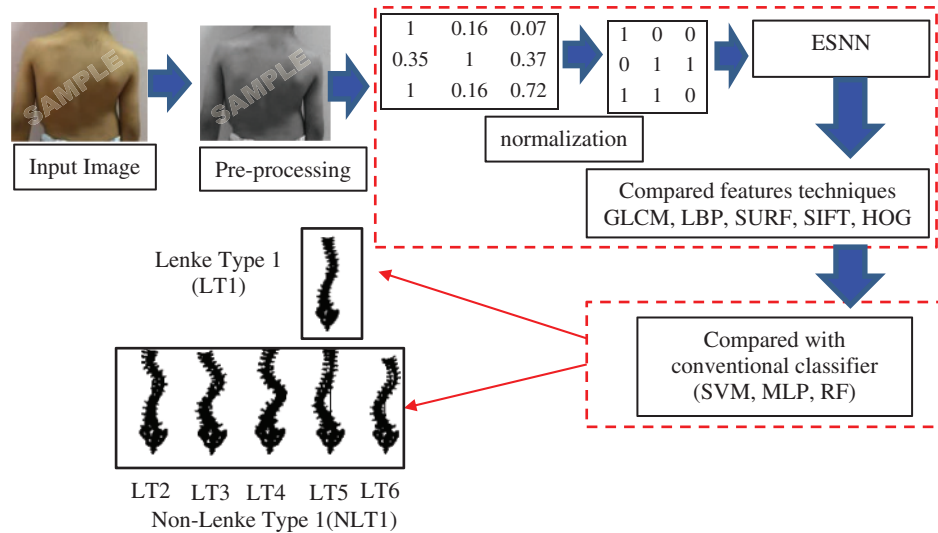 SAMPLE
Input Image
SAMPLE
Pre-processing
1 0.16 0.07
0.35 1 0.37
1 0.16 0.72
normalization
1 0 0
0 1 1
1 1 0
ESNN
Compared features techniques
GLCM, LBP, SURF, SIFT, HOG
Compared with
conventional classifier
(SVM, MLP, RF)
Lenke Type 1
(LT1)
LT2 LT3 LT4 LT5 LT6
Non-Lenke Type 1(NLT1)